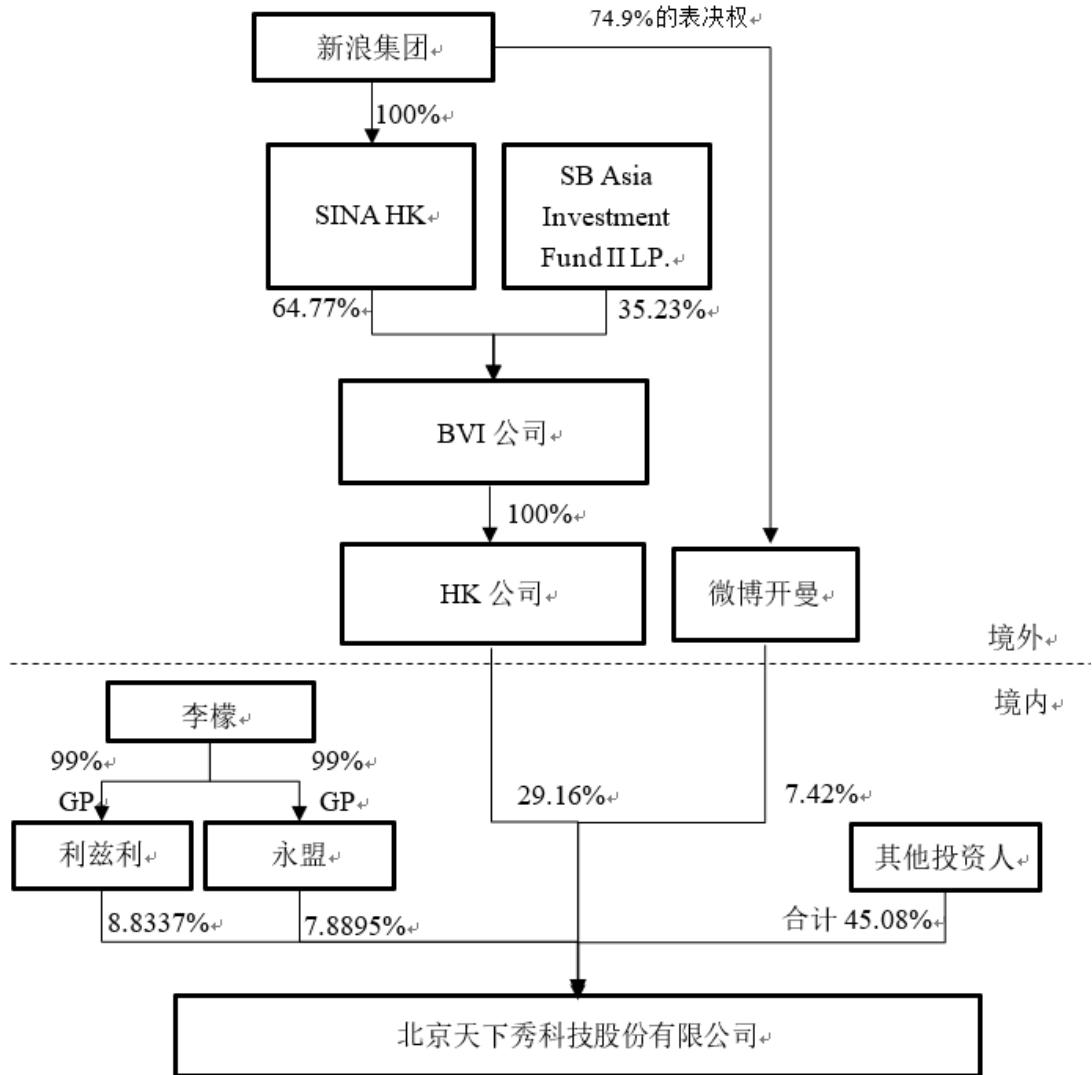 74.9%的表决权
新浪集团
100%
SINA HK
SB Asia
Investment
Fund II LP.
64.77%
35.23%
BVI 公司
100%
HK 公司
微博开曼
境外
境内
李檬
99%
99%
GP
GP
29.16%
7.42%
利兹利
永盟
其他投资人
8.8337%
7.8895%
合计 45.08%
北京天下秀科技股份有限公司